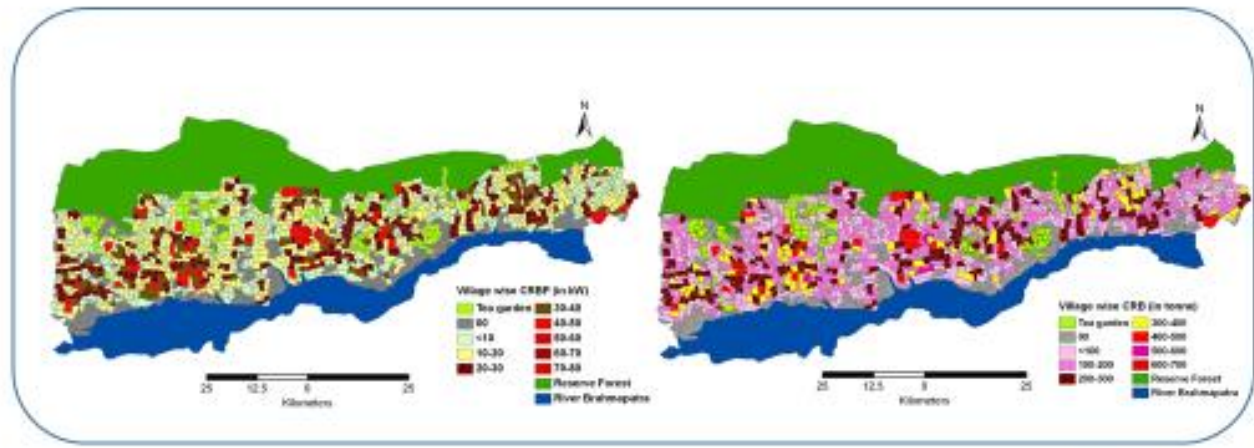 N
N
Village wise CRBP (in kW)
Tea garden 30-40
00 40-50
<10 50-60
10-20 60-70
20-30 70-80
Reserve Forest
River Brahmaputra
25 12.5 0 25
Kilometers
Village wise CRB (in tonne)
Tea garden 300-400
00 400-500
<100 500-600
100-200 600-700
200-300 Reserve Forest
River Brahmaputra
25 12.5 0 25
Kilometers